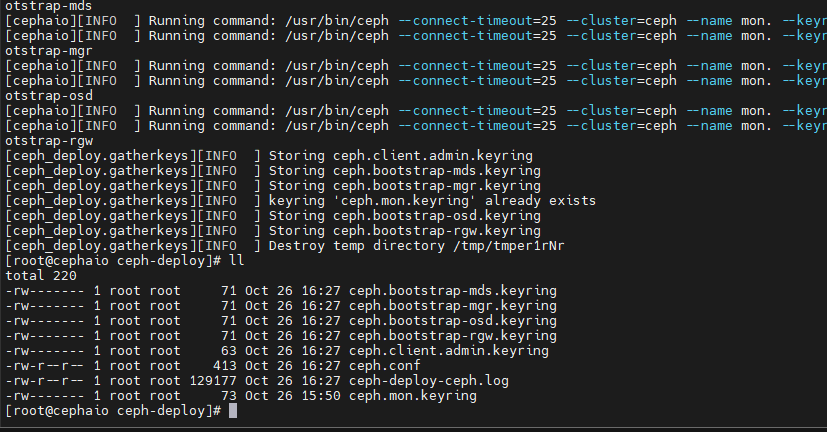 otstrap-mds
[cephaio][INFO  ] Running command: /usr/bin/ceph --connect-timeout=25 --cluster=ceph --name mon. --keyr
[cephaio][INFO  ] Running command: /usr/bin/ceph --connect-timeout=25 --cluster=ceph --name mon. --keyr
otstrap-mgr
[cephaio][INFO  ] Running command: /usr/bin/ceph --connect-timeout=25 --cluster=ceph --name mon. --keyr
[cephaio][INFO  ] Running command: /usr/bin/ceph --connect-timeout=25 --cluster=ceph --name mon. --keyr
otstrap-osd
[cephaio][INFO  ] Running command: /usr/bin/ceph --connect-timeout=25 --cluster=ceph --name mon. --keyr
[cephaio][INFO  ] Running command: /usr/bin/ceph --connect-timeout=25 --cluster=ceph --name mon. --keyr
otstrap-rgw
[ceph_deploy.gatherkeys][INFO  ] Storing ceph.client.admin.keyring
[ceph_deploy.gatherkeys][INFO  ] Storing ceph.bootstrap-mds.keyring
[ceph_deploy.gatherkeys][INFO  ] Storing ceph.bootstrap-mgr.keyring
[ceph_deploy.gatherkeys][INFO  ] keyring 'ceph.mon.keyring' already exists
[ceph_deploy.gatherkeys][INFO  ] Storing ceph.bootstrap-osd.keyring
[ceph_deploy.gatherkeys][INFO  ] Storing ceph.bootstrap-rgw.keyring
[ceph_deploy.gatherkeys][INFO  ] Destroy temp directory /tmp/tmper1rNr
[root@cephaio ceph-deploy]# ll
total 220
-rw------- 1 root root     71 Oct 26 16:27 ceph.bootstrap-mds.keyring
-rw------- 1 root root     71 Oct 26 16:27 ceph.bootstrap-mgr.keyring
-rw------- 1 root root     71 Oct 26 16:27 ceph.bootstrap-osd.keyring
-rw------- 1 root root     71 Oct 26 16:27 ceph.bootstrap-rgw.keyring
-rw------- 1 root root     63 Oct 26 16:27 ceph.client.admin.keyring
-rw-r--r-- 1 root root    413 Oct 26 16:27 ceph.conf
-rw-r--r-- 1 root root 129177 Oct 26 16:27 ceph-deploy-ceph.log
-rw------- 1 root root     73 Oct 26 15:50 ceph.mon.keyring
[root@cephaio ceph-deploy]#